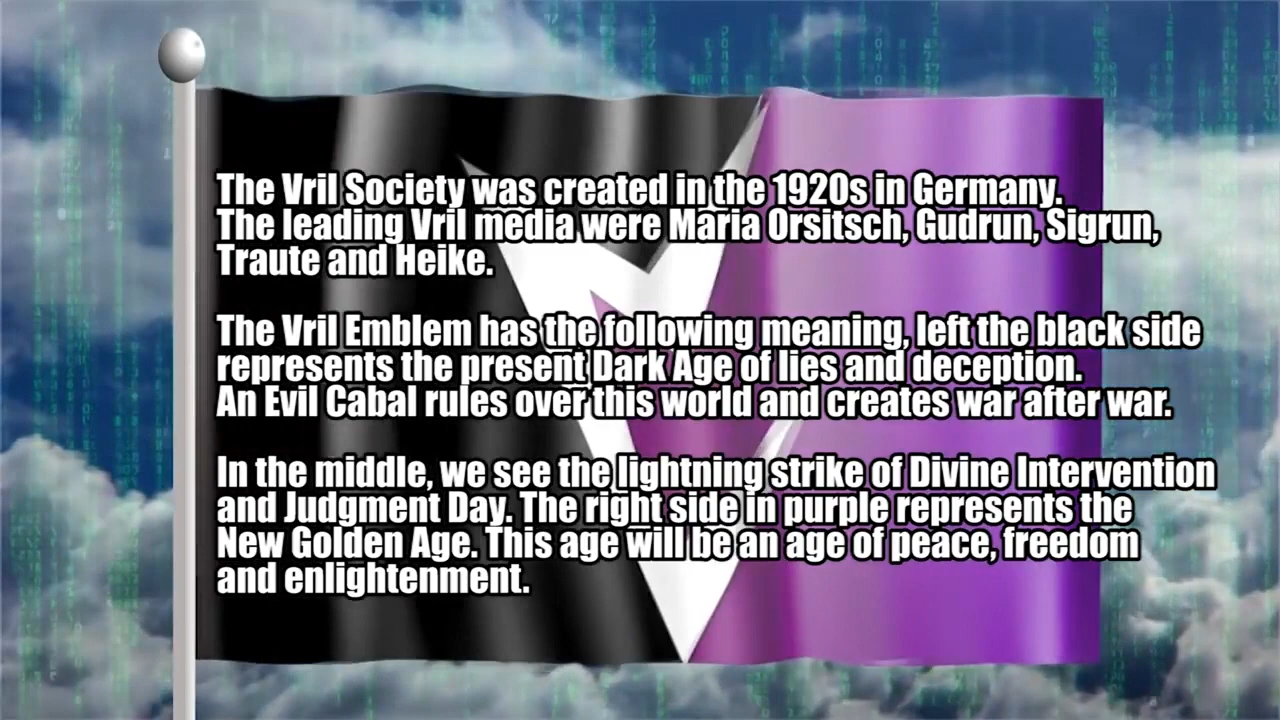 The Vril Society was created in the 1920s in Germany.
The leading Vril media were Maria Orsitsch, Gudrun, Sigrun,
Traute and Heike.
The Vril Emblem has the following meaning, left the black side
represents the present Dark Age of lies and deception.
An Evil Cabal rules over this world and creates war after war.
In the middle, we see the lightning strike of Divine Intervention
and Judgment Day. The right side in purple represents the
New Golden Age. This age will be an age of peace, freedom
and enlightenment.